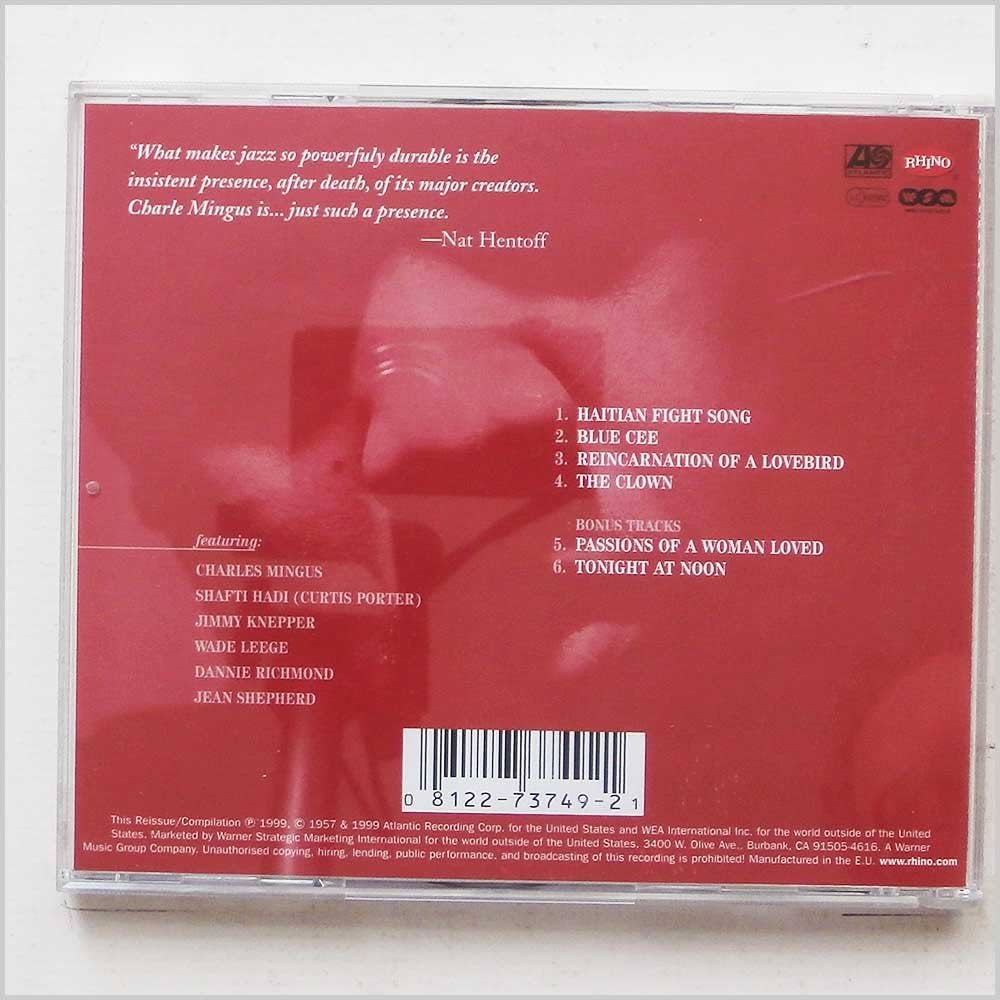 “What makes jazz so powerfuly durable is the
insistent presence, after death, of its major creators.
Charle Mingus is... just such a presence.
—Nat Hentoff
ATLANTIC
RHINO
wea
1. HAITIAN FIGHT SONG
2. BLUE CEE
3. REINCARNATION OF A LOVEBIRD
4. THE CLOWN
BONUS TRACKS
5. PASSIONS OF A WOMAN LOVED
6. TONIGHT AT NOON
featuring:
CHARLES MINGUS
SHAFTI HADI (CURTIS PORTER)
JIMMY KNEPPER
WADE LEEGE
DANNIE RICHMOND
JEAN SHEPHERD
0 8122-73749-2 1
This Reissue/Compilation ℗ 1999, © 1957 & 1999 Atlantic Recording Corp. for the United States and WEA International Inc. for the world outside of the United
States. Marketed by Warner Strategic Marketing International for the world outside of the United States, 3400 W. Olive Ave., Burbank, CA 91505-4616. A Warner
Music Group Company. Unauthorised copying, hiring, lending, public performance, and broadcasting of this recording is prohibited! Manufactured in the E.U. www.rhino.com